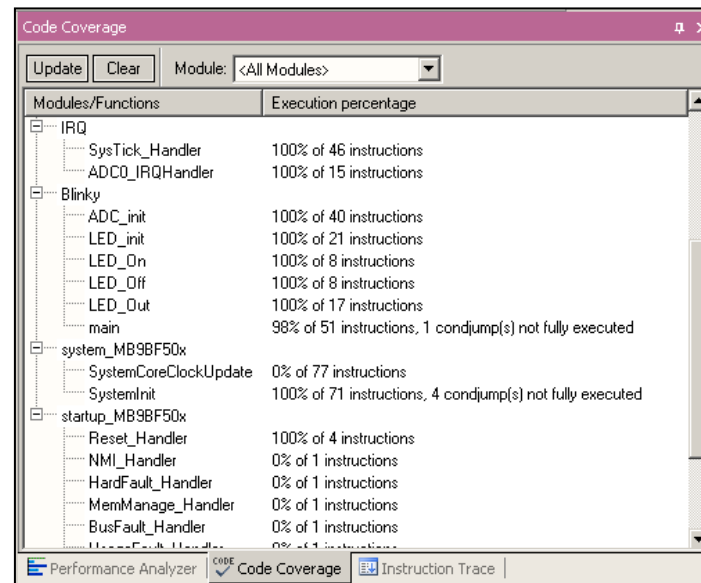 Code Coverage
Update Clear Module: <All Modules>
Modules/Functions Execution percentage
IRQ
SysTick_Handler 100% of 46 instructions
ADC0_IRQHandler 100% of 15 instructions
Blinky
ADC_init 100% of 40 instructions
LED_init 100% of 21 instructions
LED_On 100% of 8 instructions
LED_Off 100% of 8 instructions
LED_Out 100% of 17 instructions
main 98% of 51 instructions, 1 condjump(s) not fully executed
system_MB9BF50x
SystemCoreClockUpdate 0% of 77 instructions
SystemInit 100% of 71 instructions, 4 condjump(s) not fully executed
startup_MB9BF50x
Reset_Handler 100% of 4 instructions
NMI_Handler 0% of 1 instructions
HardFault_Handler 0% of 1 instructions
MemManage_Handler 0% of 1 instructions
BusFault_Handler 0% of 1 instructions
Performance Analyzer CODE Code Coverage Instruction Trace